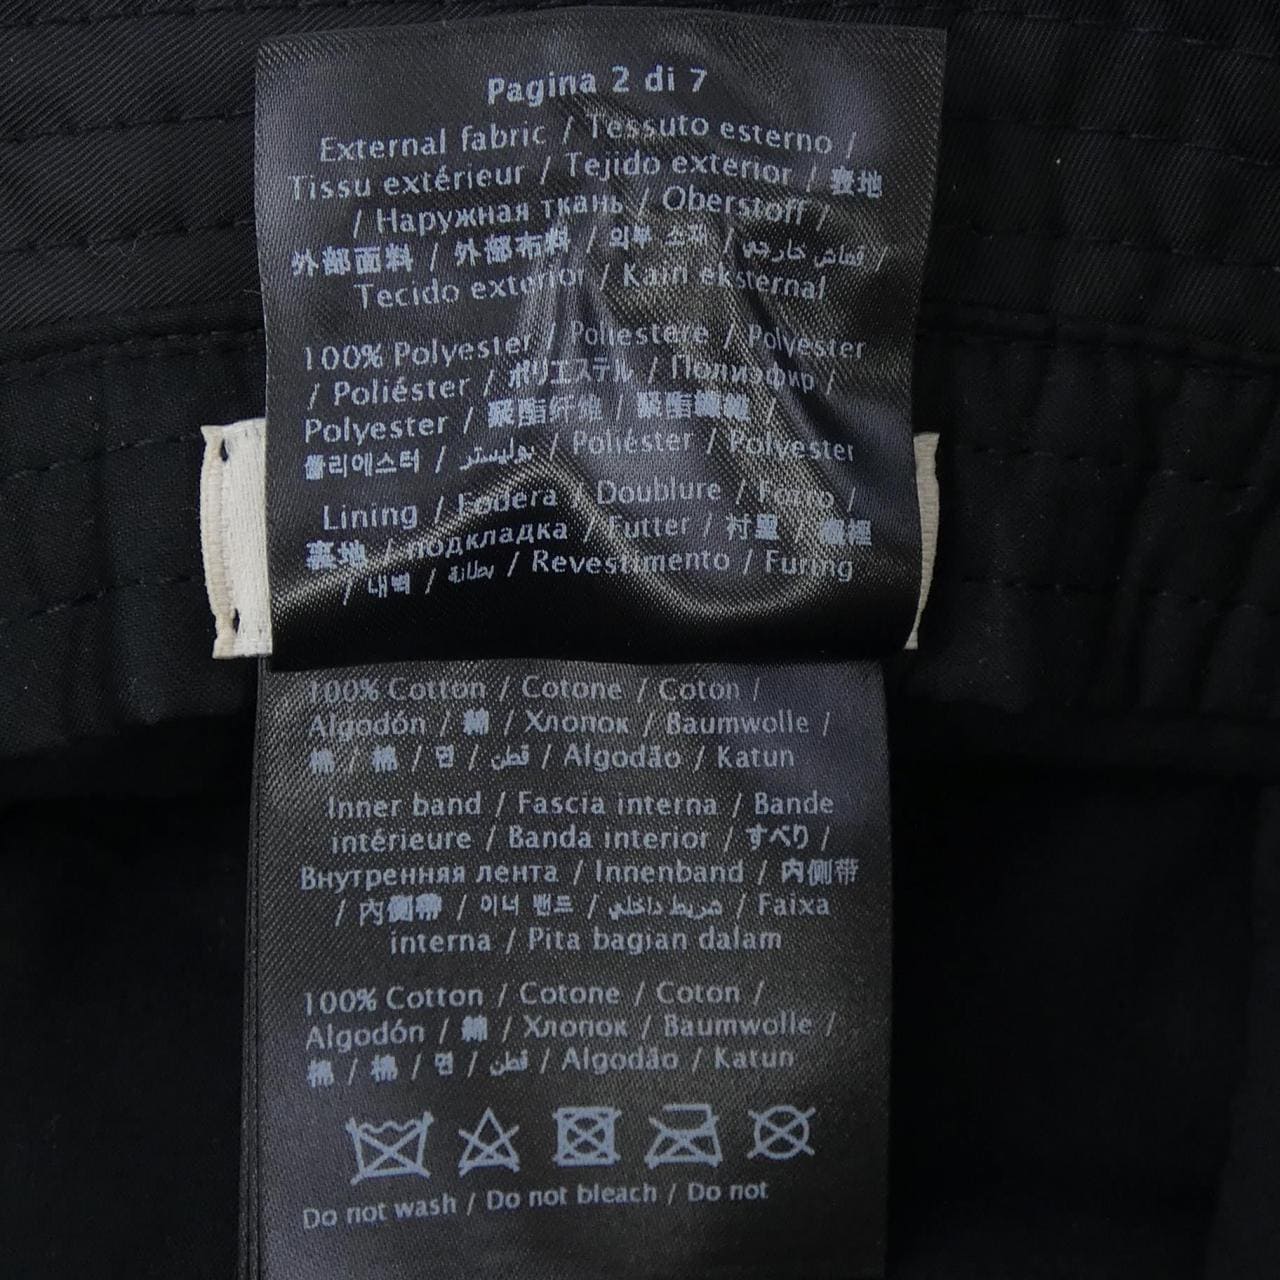 Pagina 2 di 7
External fabric / Tessuto esterno /
Tissu extérieur / Tejido exterior / 表地
/ Наружная ткань / Oberstoff /
外部面料 / 外部布料 / 외부 소재 / قماش خارجي /
Tecido exterior / Kain eksternal
100% Polyester / Poliestere / Polyester
/ Poliéster / ポリエステル / Полиэфир /
Polyester / 聚酯纤维 / 聚酯纖維 /
폴리에스터 / بوليستر / Poliéster / Polyester
Lining / Fodera / Doublure / Forro /
裏地 / подкладка / Futter / 衬里 / 襯裡
/ 내벽 / بطانة / Revestimento / Furing
100% Cotton / Cotone / Coton /
Algodón / 綿 / Хлопок / Baumwolle /
棉 / 棉 / 면 / قطن / Algodão / Katun
Inner band / Fascia interna / Bande
intérieure / Banda interior / すべり /
Внутренняя лента / Innenband / 内侧带
/ 內側帶 / 이너 밴드 / شريط داخلي / Faixa
interna / Pita bagian dalam
100% Cotton / Cotone / Coton /
Algodón / 綿 / Хлопок / Baumwolle /
棉 / 棉 / 면 / قطن / Algodão / Katun
Do not wash / Do not bleach / Do not